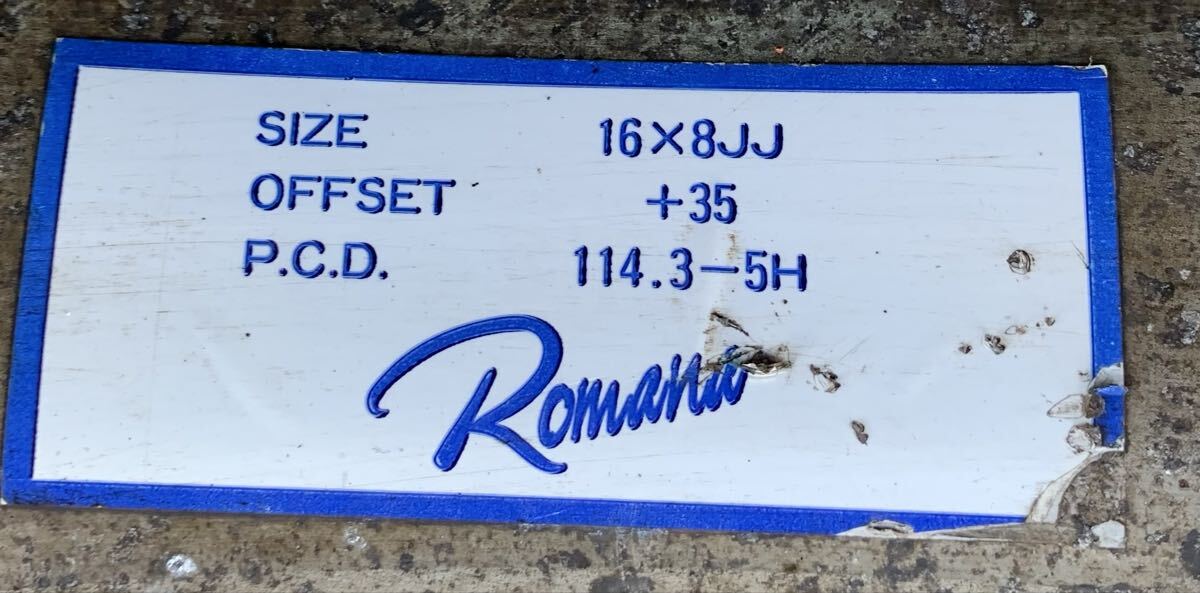 SIZE 16×8JJ
OFFSET +35
P.C.D. 114.3-5H
Romana